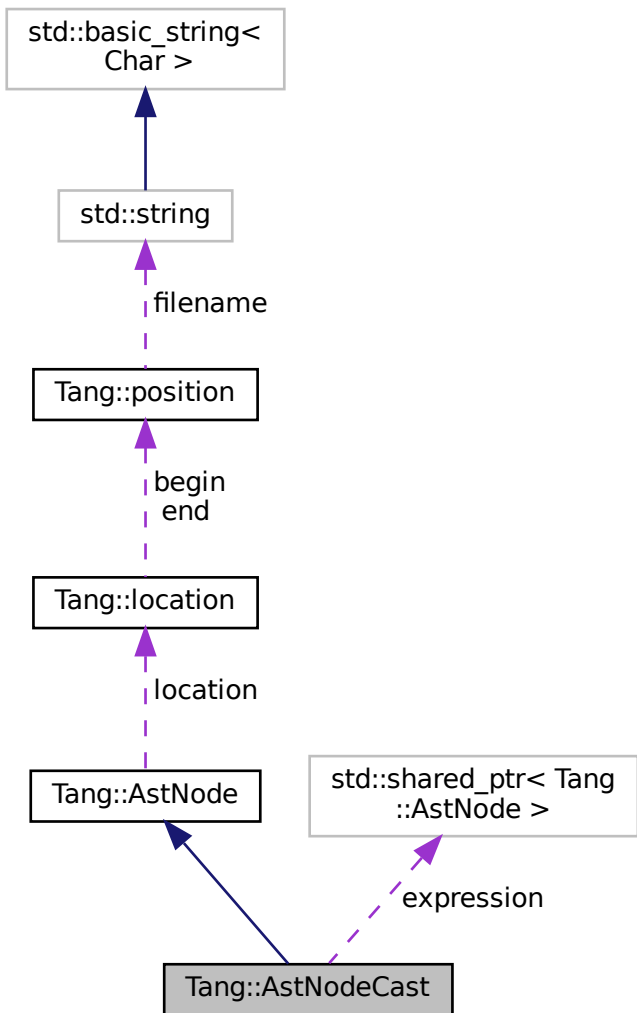 std::basic_string<
Char >
std::string
filename
Tang::position
begin
end
Tang::location
location
Tang::AstNode
std::shared_ptr< Tang
::AstNode >
expression
Tang::AstNodeCast